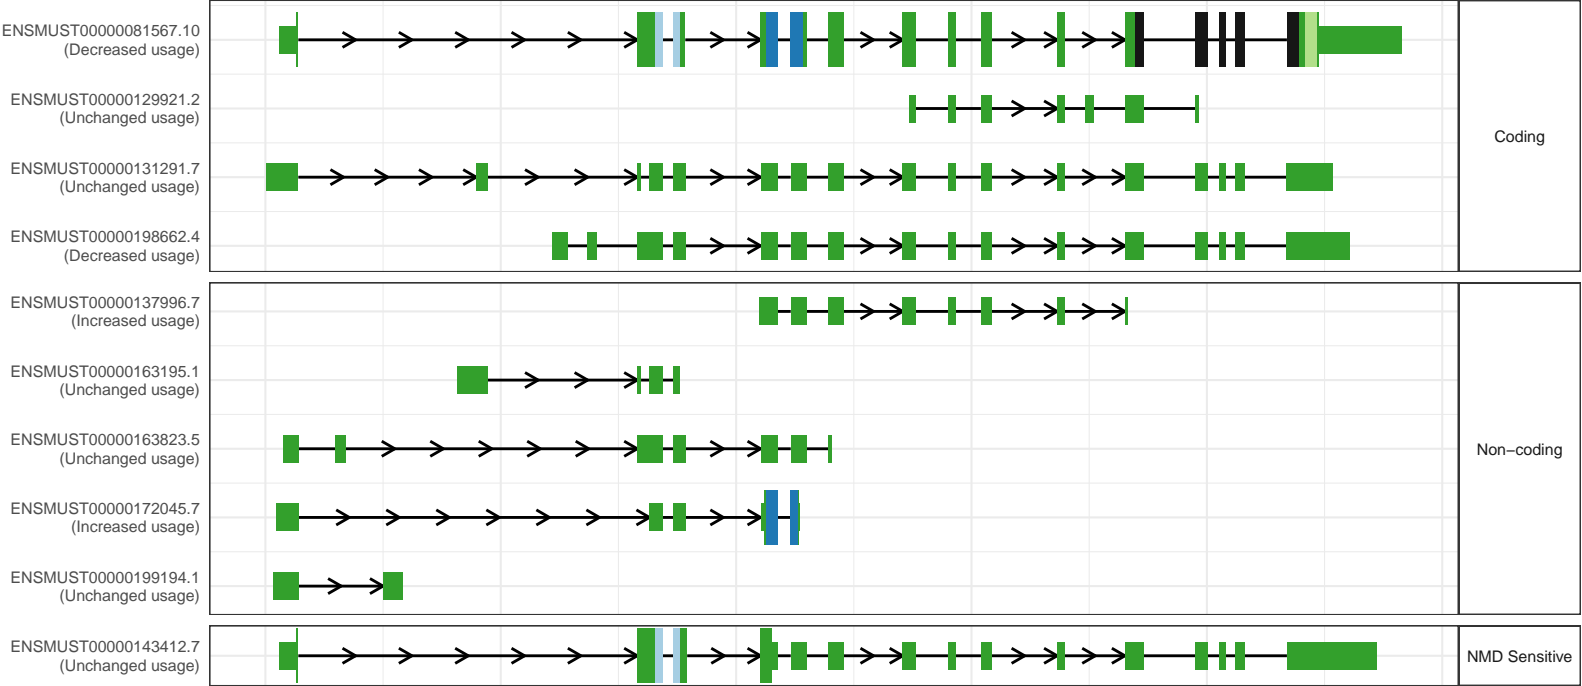 ENSMUST00000081567.10
(Decreased usage)
ENSMUST00000129921.2
(Unchanged usage)
ENSMUST00000131291.7
(Unchanged usage)
ENSMUST00000198662.4
(Decreased usage)
Coding
ENSMUST00000137996.7
(Increased usage)
ENSMUST00000163195.1
(Unchanged usage)
ENSMUST00000163823.5
(Unchanged usage)
ENSMUST00000172045.7
(Increased usage)
ENSMUST00000199194.1
(Unchanged usage)
Non−coding
ENSMUST00000143412.7
(Unchanged usage)
NMD Sensitive